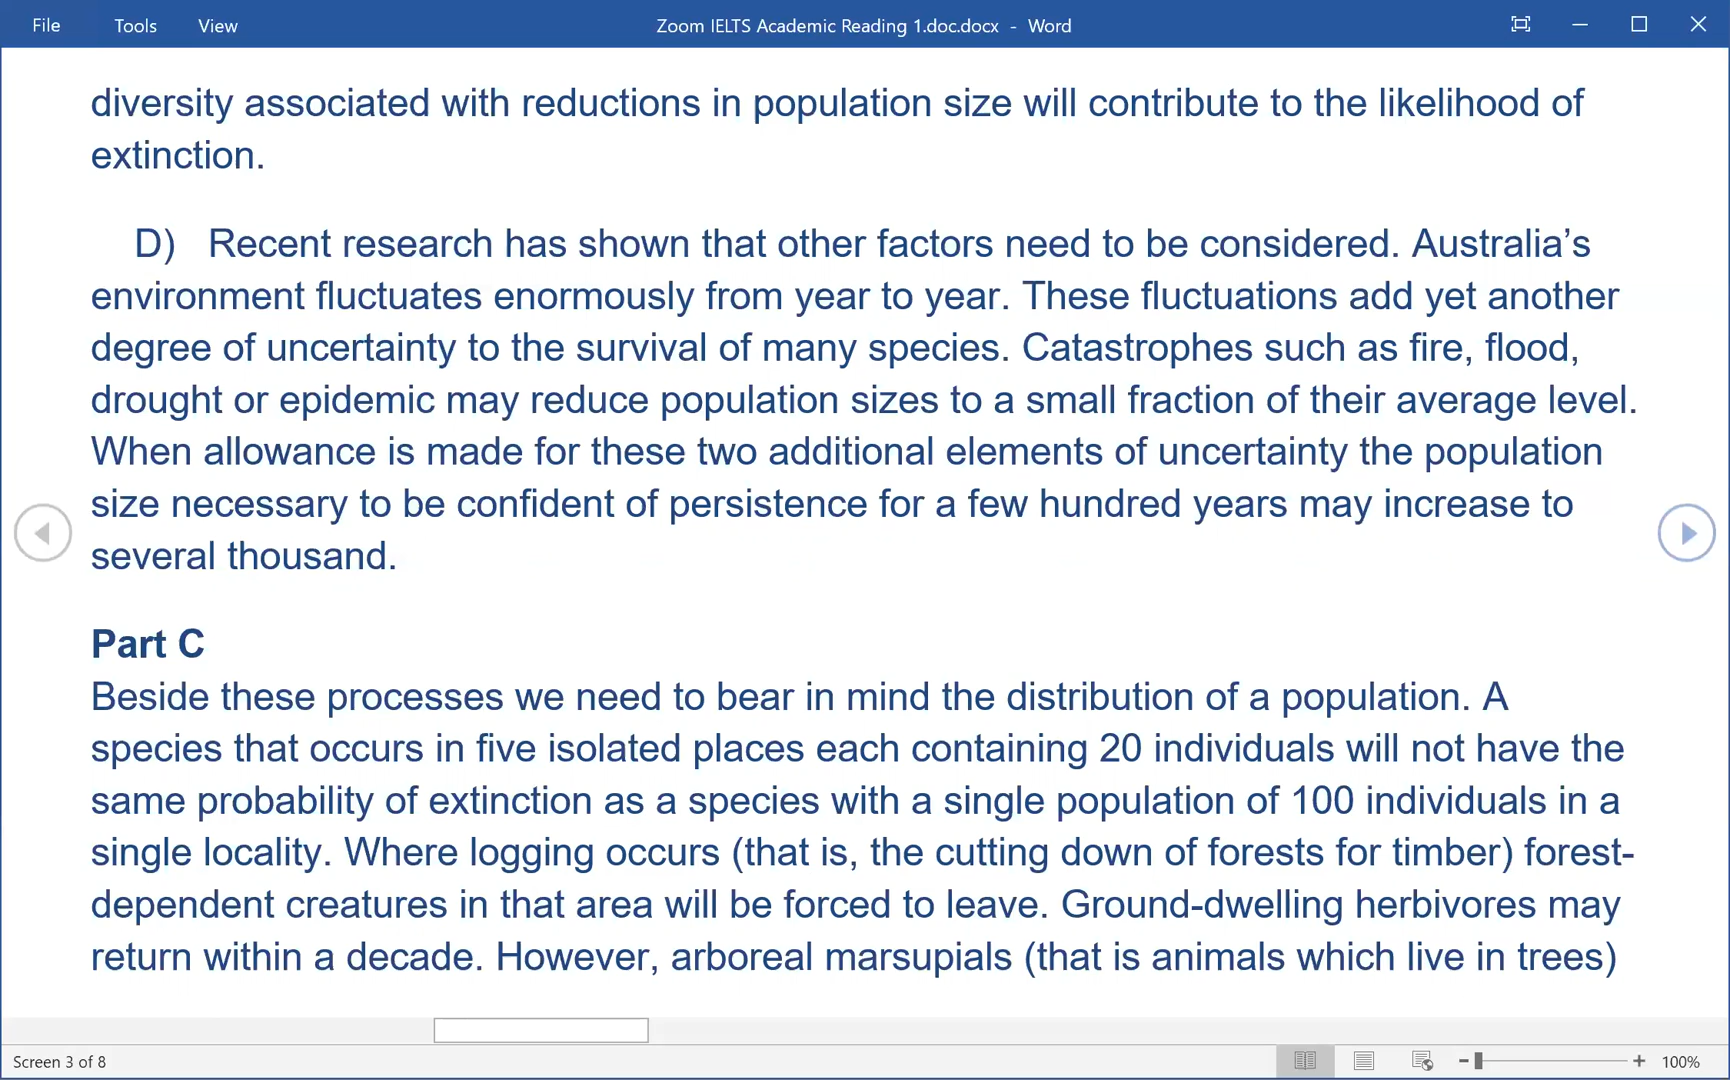 File Tools View Zoom IELTS Academic Reading 1.doc.docx - Word
diversity associated with reductions in population size will contribute to the likelihood of
extinction.
D) Recent research has shown that other factors need to be considered. Australia’s
environment fluctuates enormously from year to year. These fluctuations add yet another
degree of uncertainty to the survival of many species. Catastrophes such as fire, flood,
drought or epidemic may reduce population sizes to a small fraction of their average level.
When allowance is made for these two additional elements of uncertainty the population
size necessary to be confident of persistence for a few hundred years may increase to
several thousand.
Part C
Beside these processes we need to bear in mind the distribution of a population. A
species that occurs in five isolated places each containing 20 individuals will not have the
same probability of extinction as a species with a single population of 100 individuals in a
single locality. Where logging occurs (that is, the cutting down of forests for timber) forest-
dependent creatures in that area will be forced to leave. Ground-dwelling herbivores may
return within a decade. However, arboreal marsupials (that is animals which live in trees)
Screen 3 of 8 100%